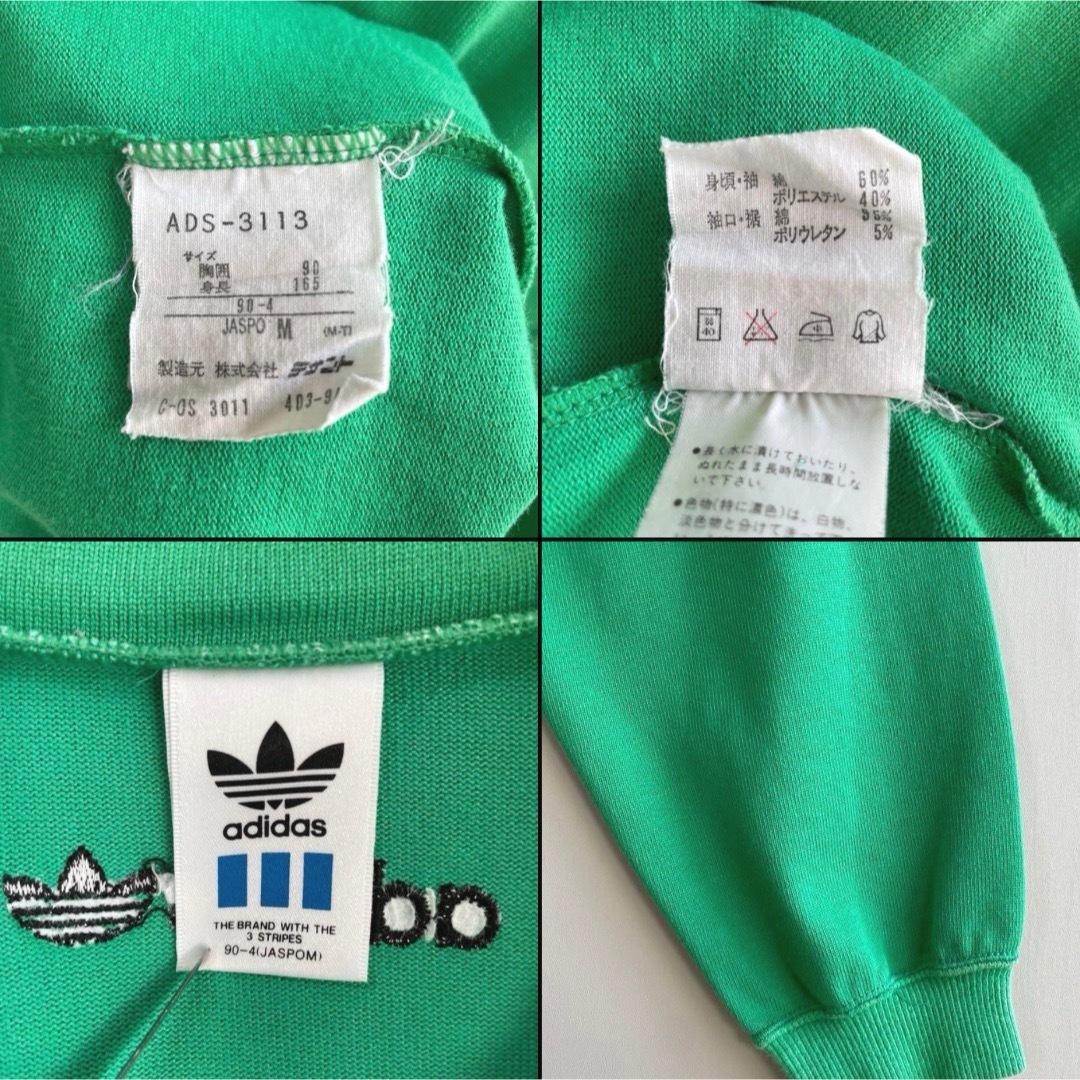 ADS-3113
サイズ
胸囲 90
身長 165
90-4
JASPO M (M-T)
製造元 株式会社 デサント
C-OS 3011 403-9
身頃・袖 綿 60%
ポリエステル 40%
袖口・裾 綿 95%
ポリウレタン 5%
40
●長く水に漬けておいたり、
ぬれたまま長時間放置しな
いで下さい。
●色物(特に濃色)は、白物、
淡色物と分けて洗って下
adidas
THE BRAND WITH THE
3 STRIPES
90-4(JASPOM)